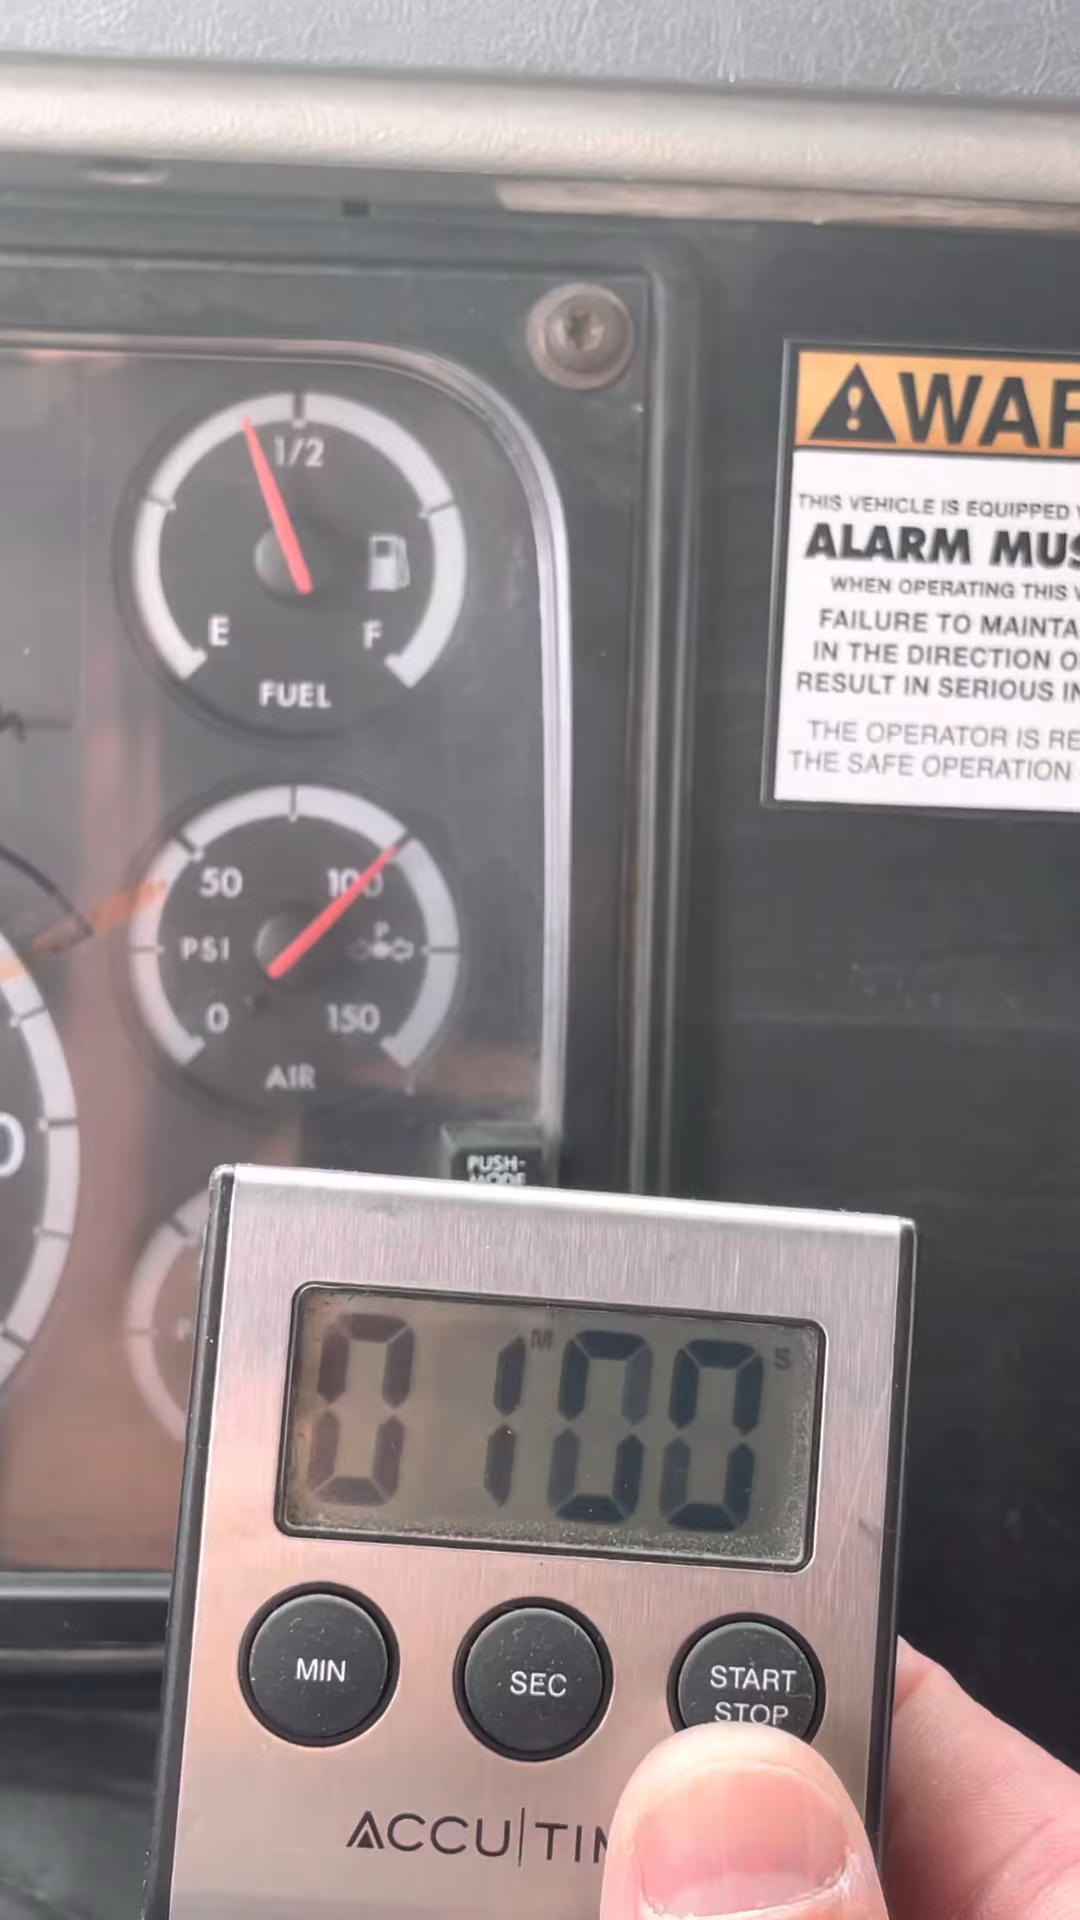 1/2
E F
FUEL
50 100
PSI P
0 150
AIR
WAR
THIS VEHICLE IS EQUIPPED
ALARM MUS
WHEN OPERATING THIS
FAILURE TO MAINTA
IN THE DIRECTION O
RESULT IN SERIOUS IN
THE OPERATOR IS RE
THE SAFE OPERATION
0
PUSH-
MODE
01 M 00 S
MIN
SEC
START
STOP
ACCU|TIM